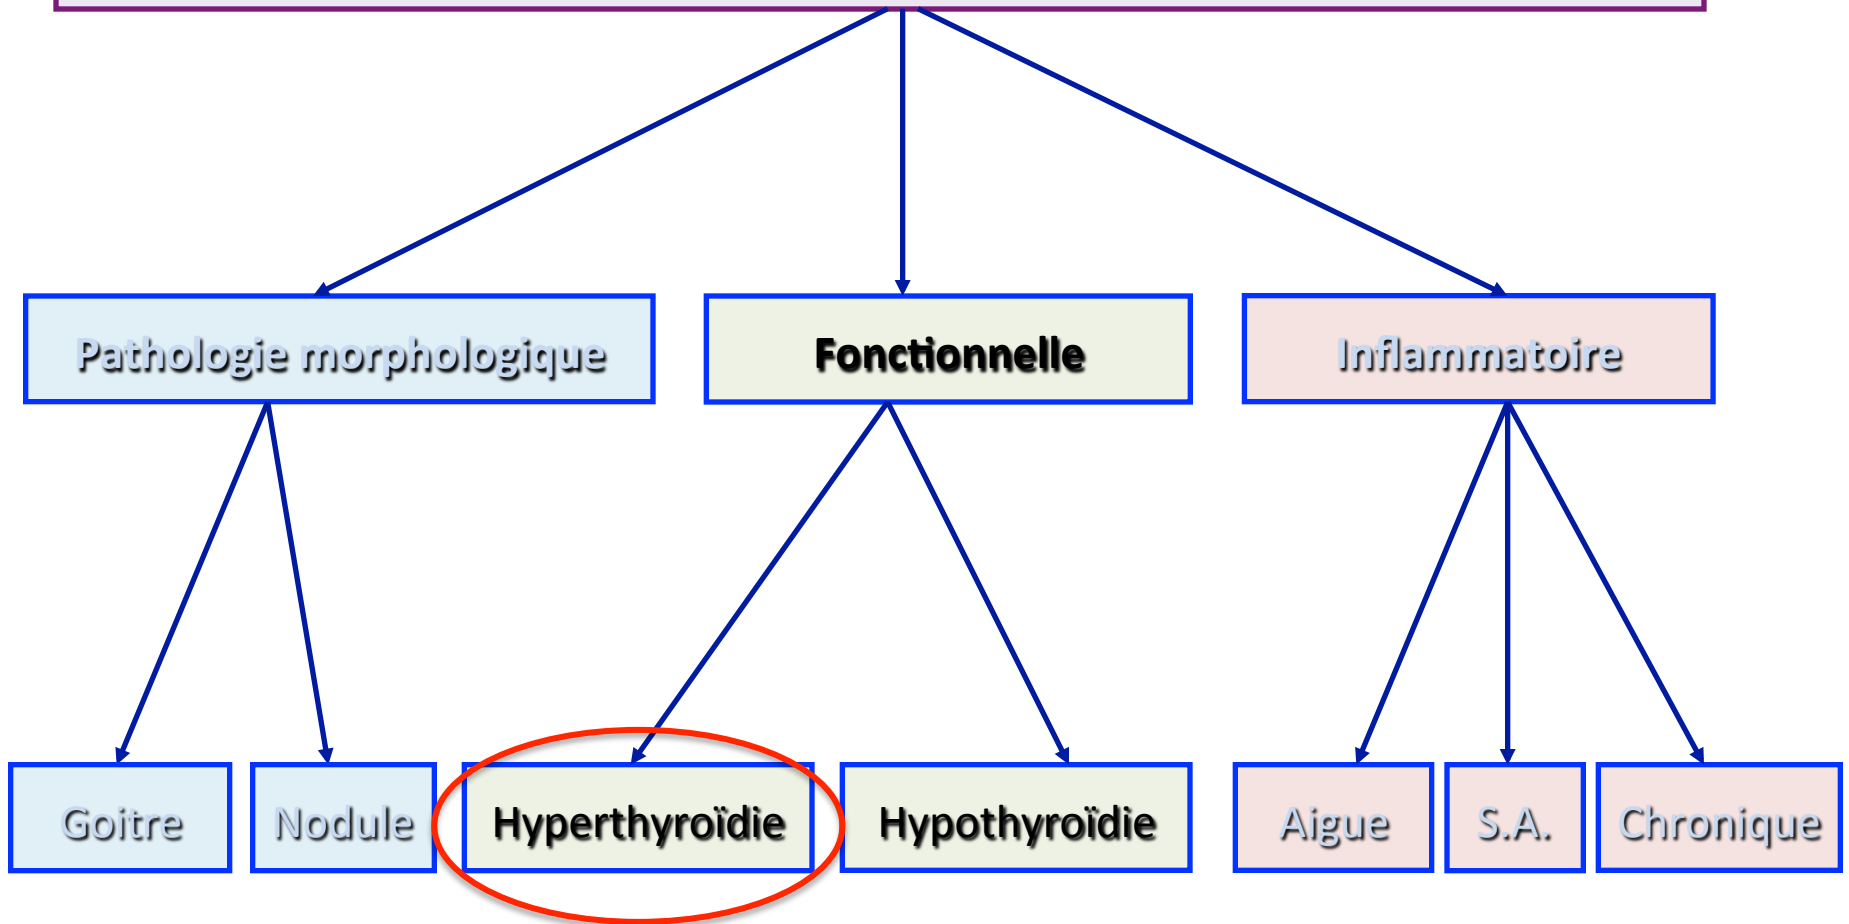 Pathologie morphologique
Fonctionnelle
Inflammatoire
Goitre
Nodule
Hyperthyroïdie
Hypothyroïdie
Aigue
S.A.
Chronique